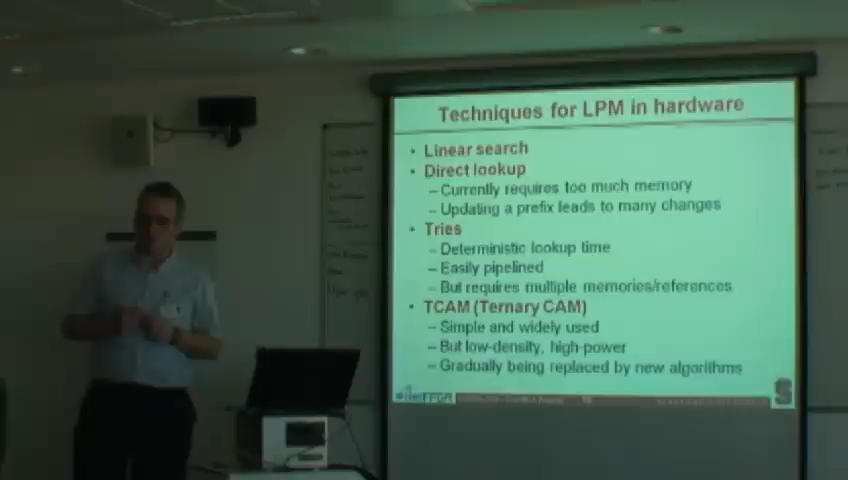 Techniques for LPM in hardware
• Linear search
• Direct lookup
– Currently requires too much memory
– Updating a prefix leads to many changes
• Tries
– Deterministic lookup time
– Easily pipelined
– But requires multiple memories/references
• TCAM (Ternary CAM)
– Simple and widely used
– But low-density, high-power
– Gradually being replaced by new algorithms
NetFPGA
S